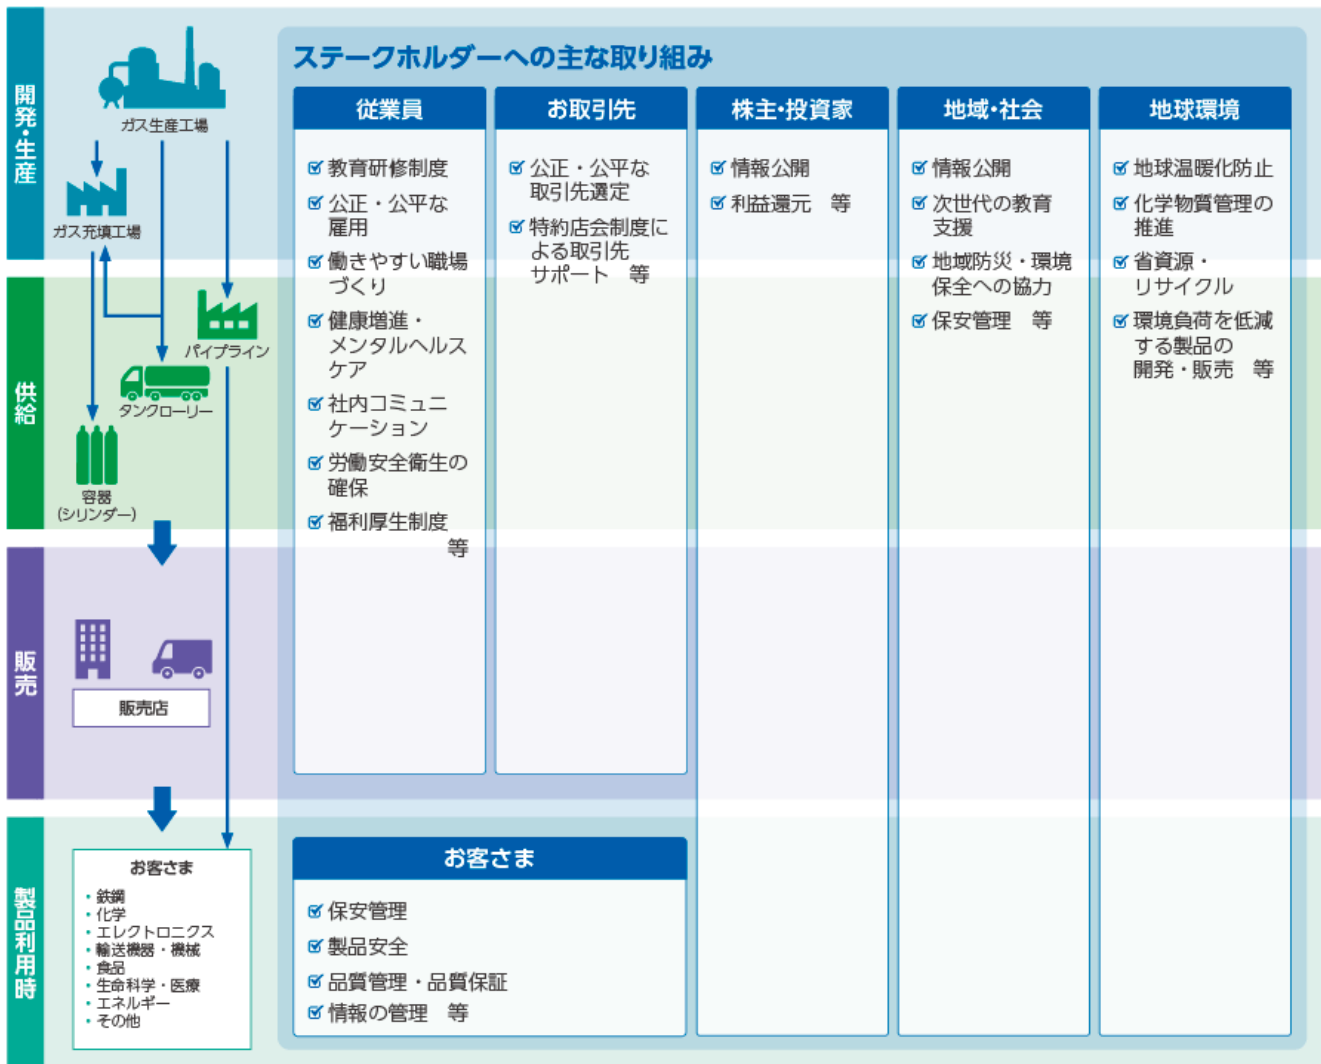 開発・生産
ガス生産工場
ガス充填工場
供給
パイプライン
タンクローリー
容器
(シリンダー)
販売
販売店
製品利用時
お客さま
・鉄鋼
・化学
・エレクトロニクス
・輸送機器・機械
・食品
・生命科学・医療
・エネルギー
・その他
ステークホルダーへの主な取り組み
従業員
教育研修制度
公正・公平な
雇用
働きやすい職場
づくり
健康増進・
メンタルヘルス
ケア
社内コミュニ
ケーション
労働安全衛生の
確保
福利厚生制度
等
お取引先
公正・公平な
取引先選定
特約店会制度に
よる取引先
サポート 等
株主・投資家
情報公開
利益還元 等
地域・社会
情報公開
次世代の教育
支援
地域防災・環境
保全への協力
保安管理 等
地球環境
地球温暖化防止
化学物質管理の
推進
省資源・
リサイクル
環境負荷を低減
する製品の
開発・販売 等
お客さま
保安管理
製品安全
品質管理・品質保証
情報の管理 等